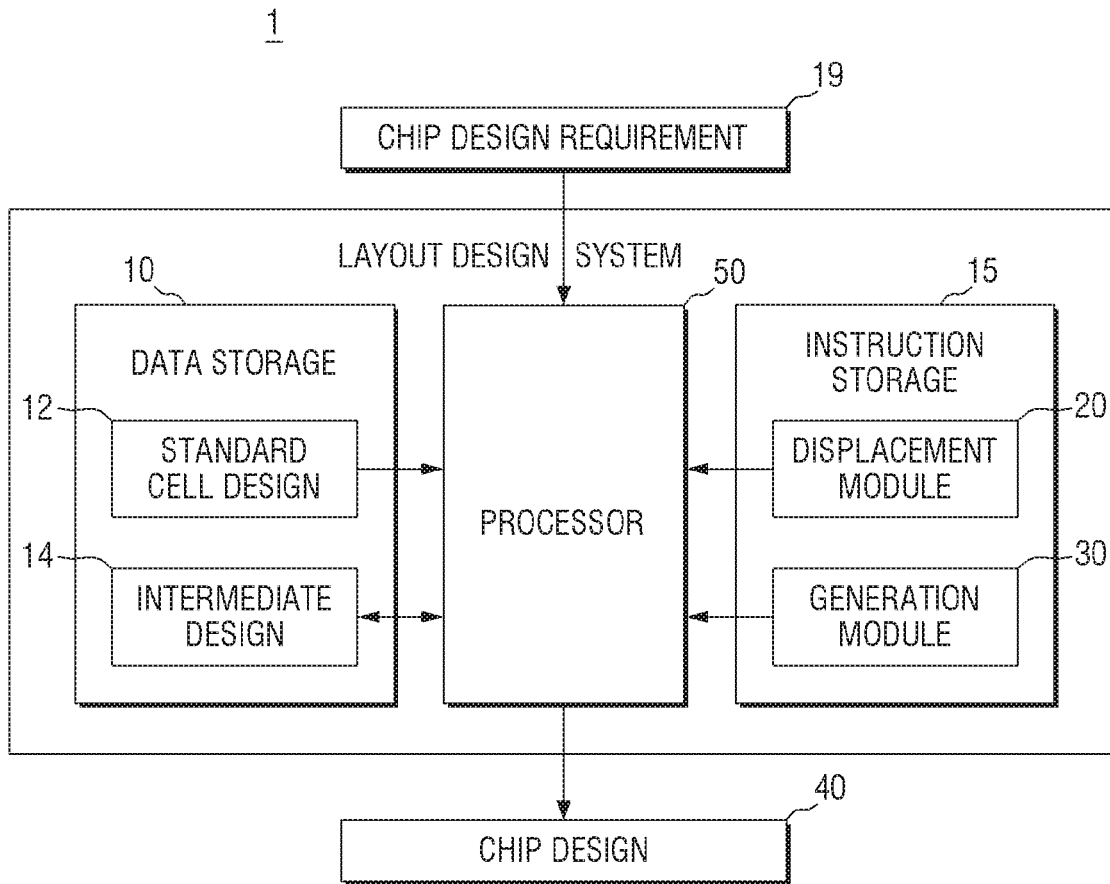 1
19
CHIP DESIGN REQUIREMENT
LAYOUT DESIGN SYSTEM
10
50
15
DATA STORAGE
INSTRUCTION
STORAGE
12
STANDARD
CELL DESIGN
20
DISPLACEMENT
MODULE
PROCESSOR
14
INTERMEDIATE
DESIGN
30
GENERATION
MODULE
40
CHIP DESIGN